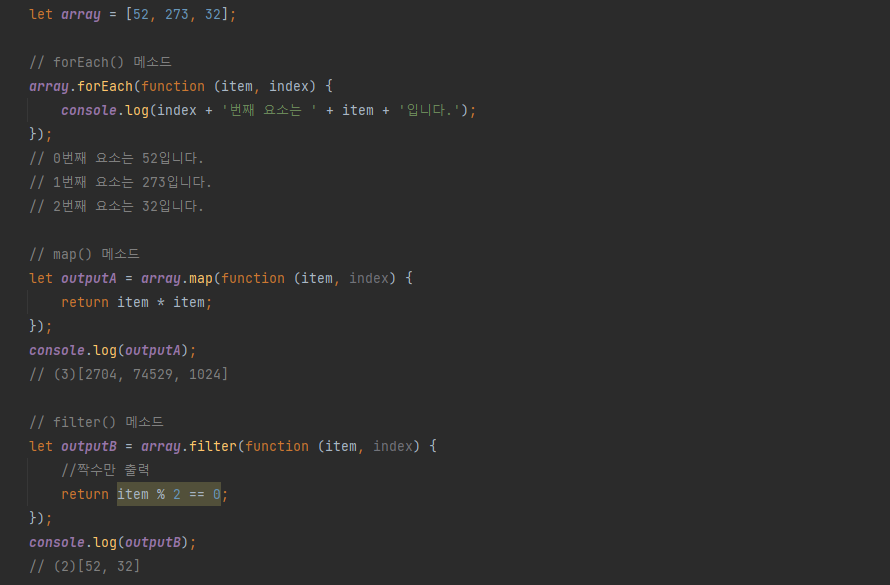 let array = [52, 273, 32];
// forEach() 메소드
array.forEach(function (item, index) {
    console.log(index + '번째 요소는 ' + item + '입니다.');
});
// 0번째 요소는 52입니다.
// 1번째 요소는 273입니다.
// 2번째 요소는 32입니다.
// map() 메소드
let outputA = array.map(function (item, index) {
    return item * item;
});
console.log(outputA);
// (3)[2704, 74529, 1024]
// filter() 메소드
let outputB = array.filter(function (item, index) {
    //짝수만 출력
    return item % 2 == 0;
});
console.log(outputB);
// (2)[52, 32]